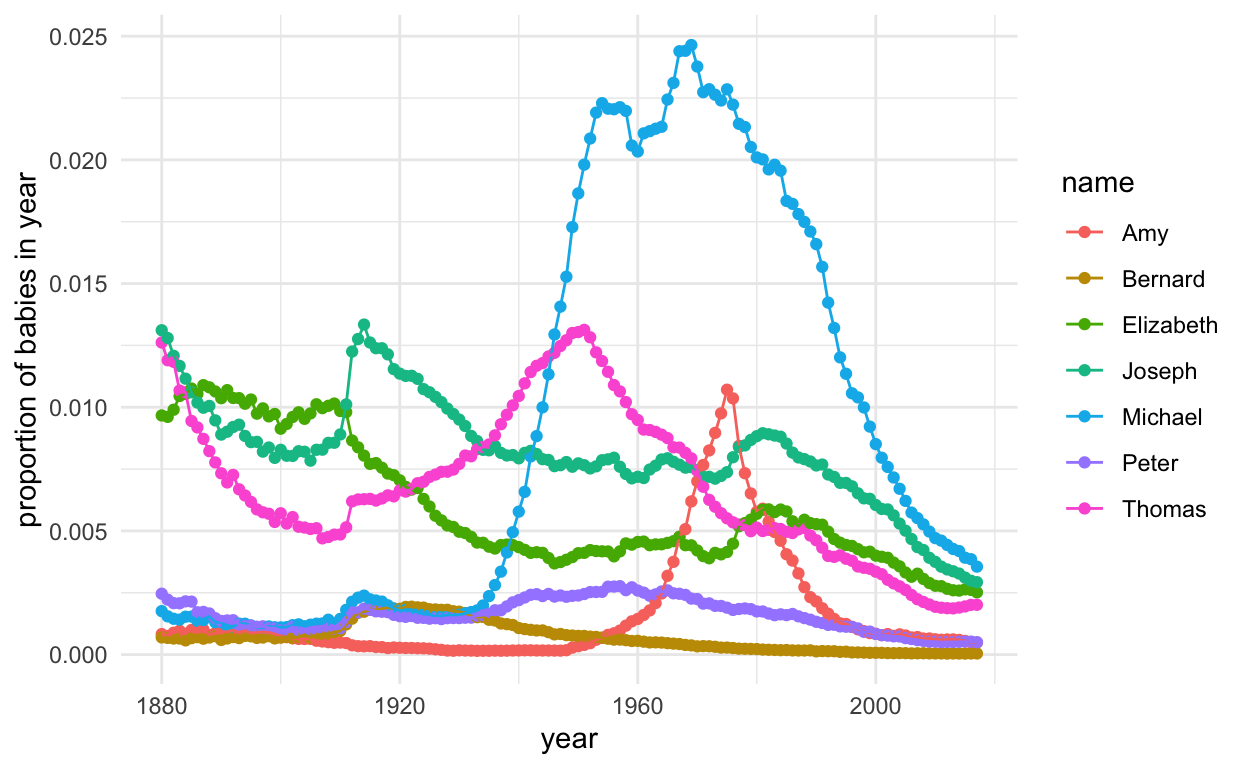 0.025
0.020
0.015
0.010
0.005
0.000
proportion of babies in year
1880
1920
1960
2000
year
name
Amy
Bernard
Elizabeth
Joseph
Michael
Peter
Thomas